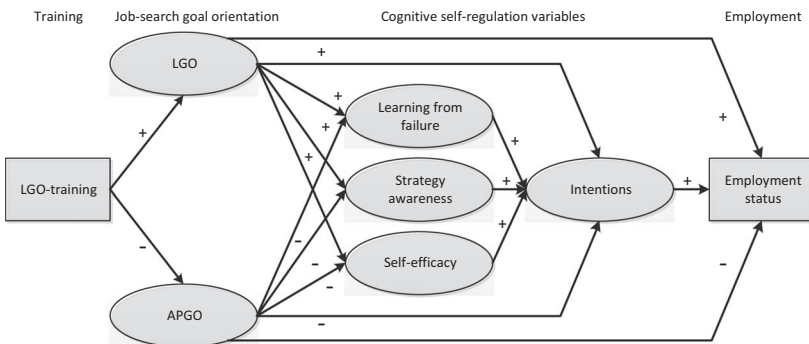 Training
Job-search goal orientation
Cognitive self-regulation variables
Employment
LGO
+
+
+
+
+
+
Learning from
failure
+
+
+
LGO-training
Strategy
awareness
+
Intentions
+
Employment
status
+
-
-
-
-
Self-efficacy
-
APGO
-